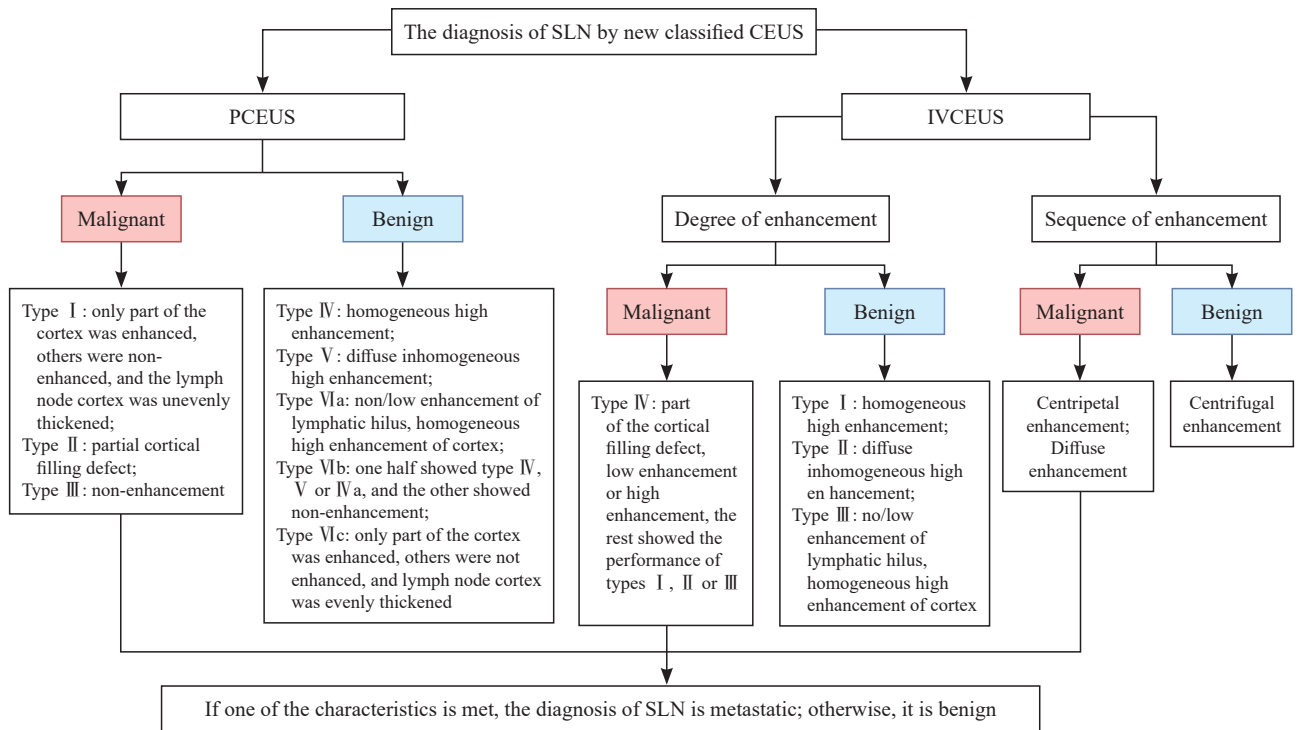 The diagnosis of SLN by new classified CEUS
PCEUS
IVCEUS
Malignant
Benign
Degree of enhancement
Sequence of enhancement
Type Ⅰ: only part of the
cortex was enhanced,
others were non-
enhanced, and the lymph
node cortex was unevenly
thickened;
Type Ⅱ: partial cortical
filling defect;
Type Ⅲ: non-enhancement
Type Ⅳ: homogeneous high
enhancement;
Type Ⅴ: diffuse inhomogeneous
high enhancement;
Type Ⅵa: non/low enhancement of
lymphatic hilus, homogeneous
high enhancement of cortex;
Type Ⅵb: one half showed type Ⅳ,
Ⅴ or Ⅳa, and the other showed
non-enhancement;
Type Ⅵc: only part of the cortex
was enhanced, others were not
enhanced, and lymph node cortex
was evenly thickened
Malignant
Benign
Malignant
Benign
Type Ⅳ: part
of the cortical
filling defect,
low enhancement
or high
enhancement, the
rest showed the
performance of
types Ⅰ, Ⅱ or Ⅲ
Type Ⅰ: homogeneous
high enhancement;
Type Ⅱ: diffuse
inhomogeneous high
en hancement;
Type Ⅲ: no/low
enhancement of
lymphatic hilus,
homogeneous high
enhancement of cortex
Centripetal
enhancement;
Diffuse
enhancement
Centrifugal
enhancement
If one of the characteristics is met, the diagnosis of SLN is metastatic; otherwise, it is benign